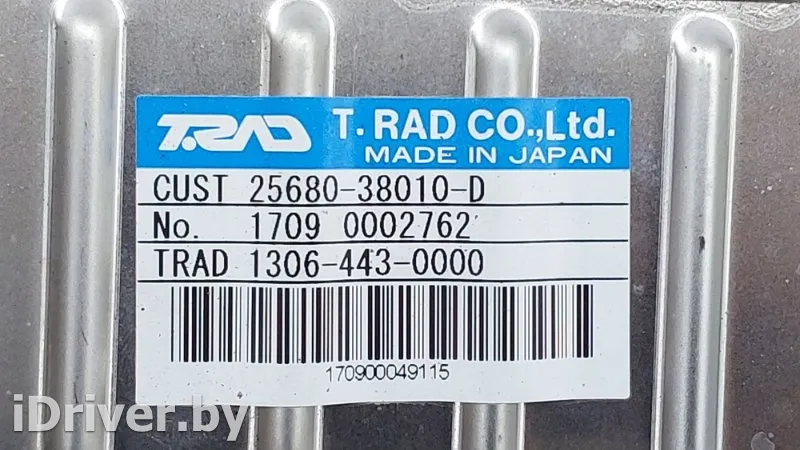 T.RAD T. RAD CO.,Ltd.
MADE IN JAPAN
CUST 25680-38010-D
No. 1709 0002762
TRAD 1306-443-0000
170900049115
iDriver.by